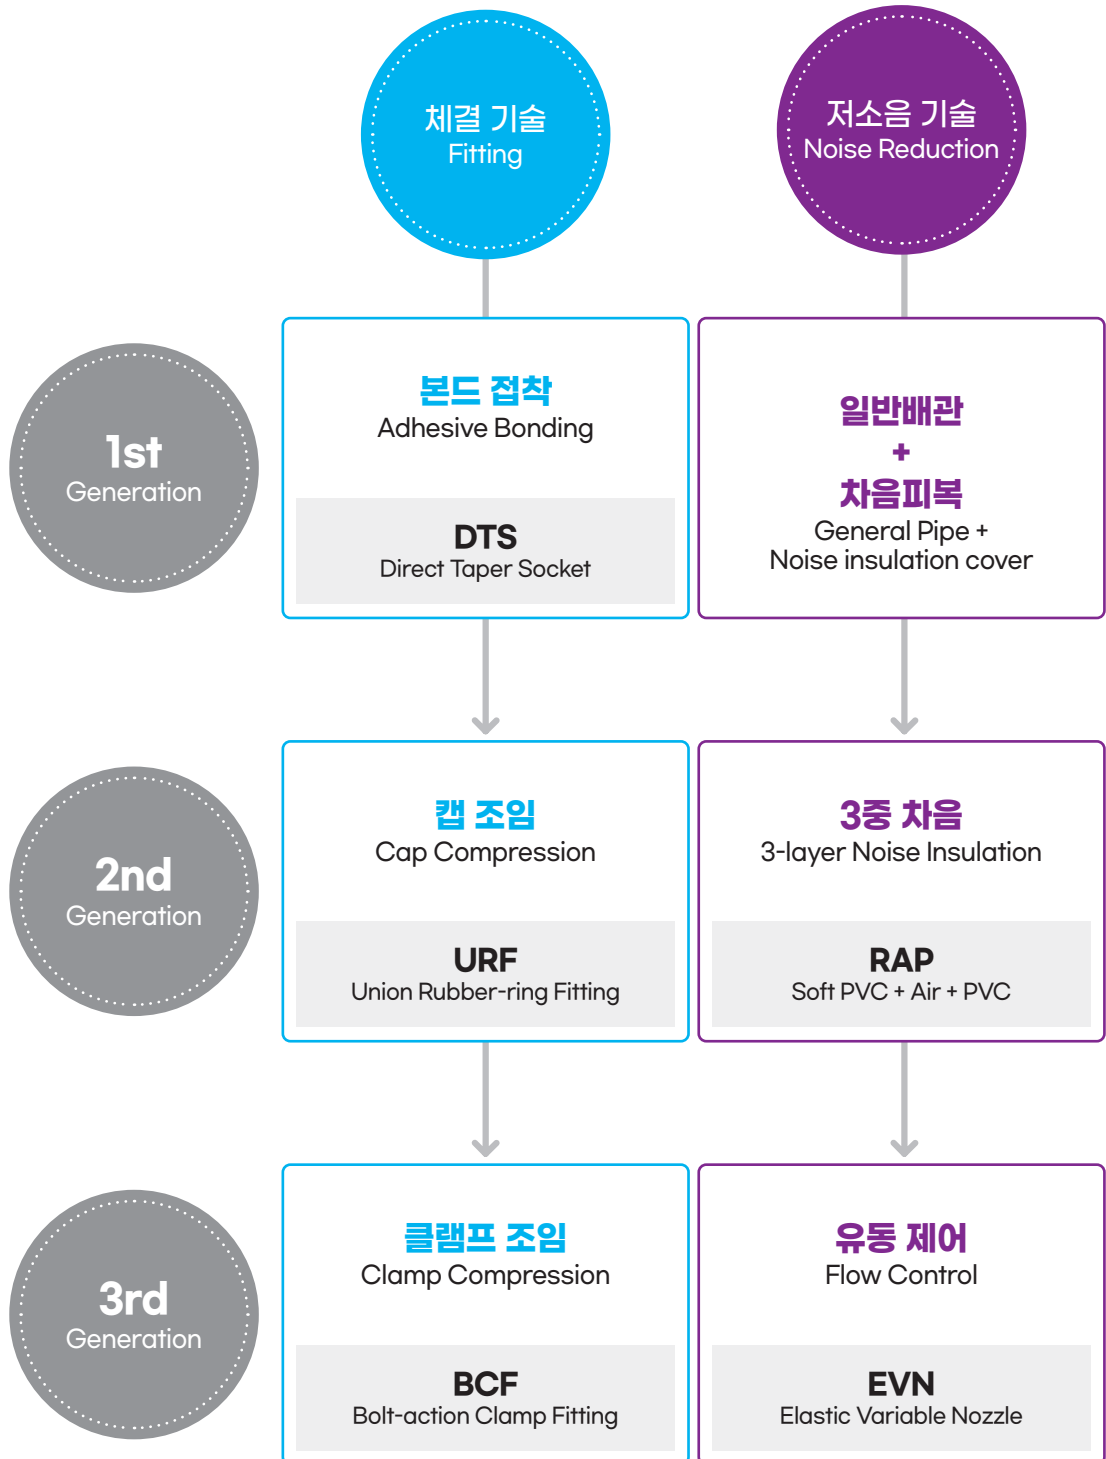 체결 기술
Fitting
저소음 기술
Noise Reduction
1st
Generation
본드 접착
Adhesive Bonding
DTS
Direct Taper Socket
일반배관
+
차음피복
General Pipe +
Noise insulation cover
2nd
Generation
캡 조임
Cap Compression
URF
Union Rubber-ring Fitting
3중 차음
3-layer Noise Insulation
RAP
Soft PVC + Air + PVC
3rd
Generation
클램프 조임
Clamp Compression
BCF
Bolt-action Clamp Fitting
유동 제어
Flow Control
EVN
Elastic Variable Nozzle